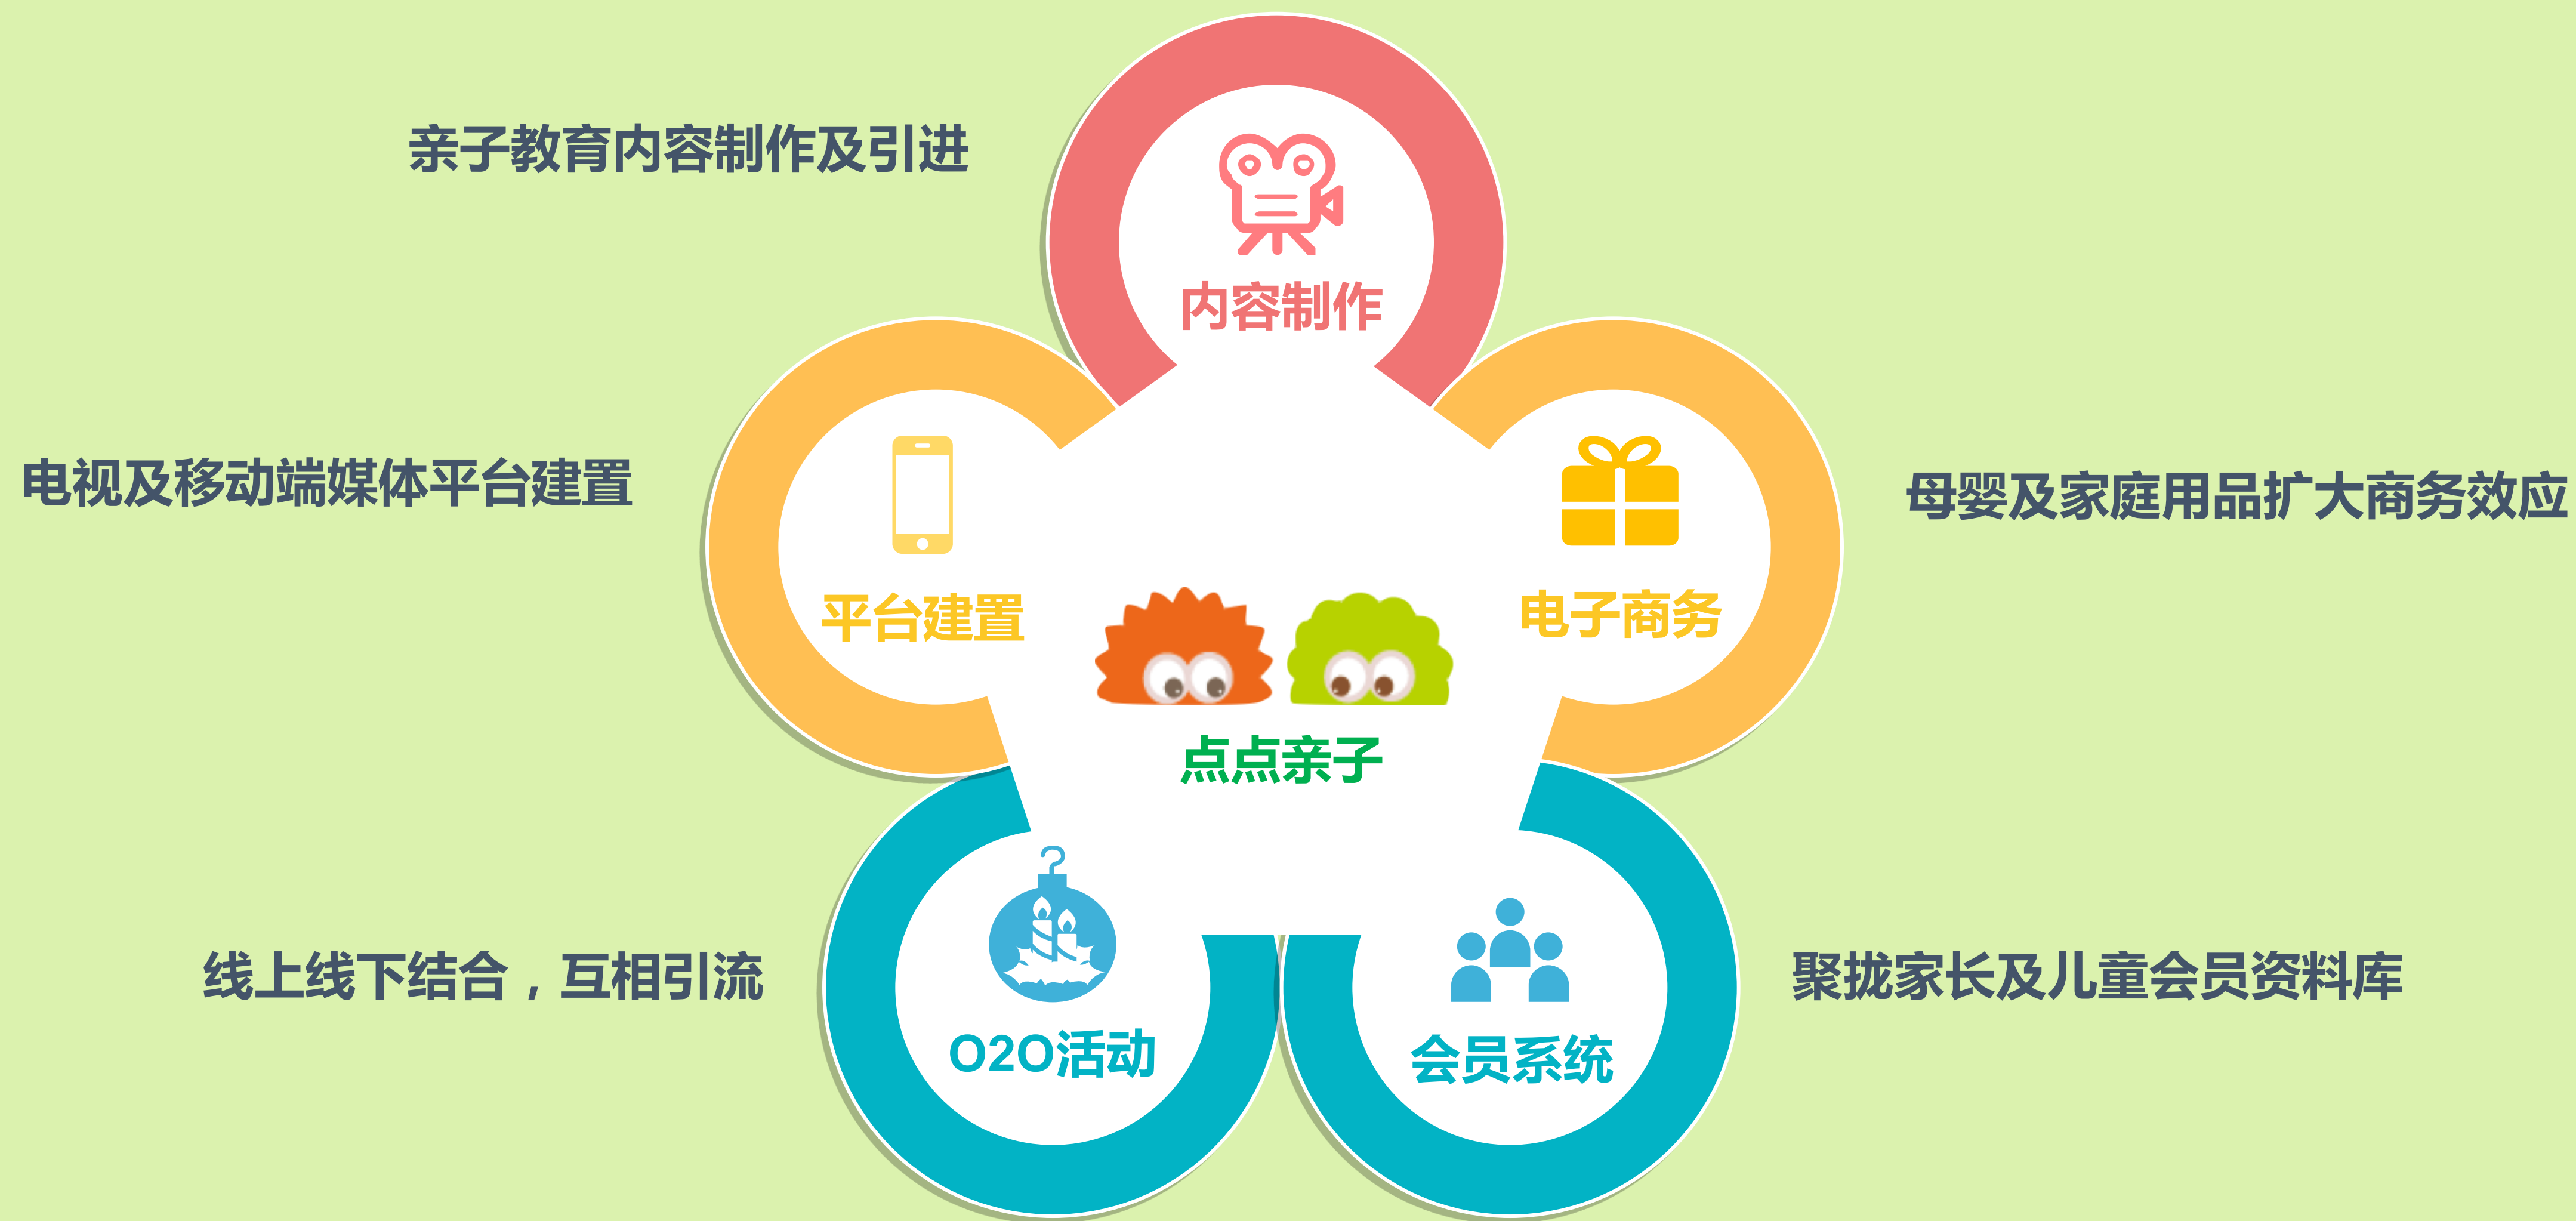 亲子教育内容制作及引进
内容制作
电视及移动端媒体平台建置
平台建置
电子商务
母婴及家庭用品扩大商务效应
点点亲子
线上线下结合，互相引流
O2O活动
会员系统
聚拢家长及儿童会员资料库